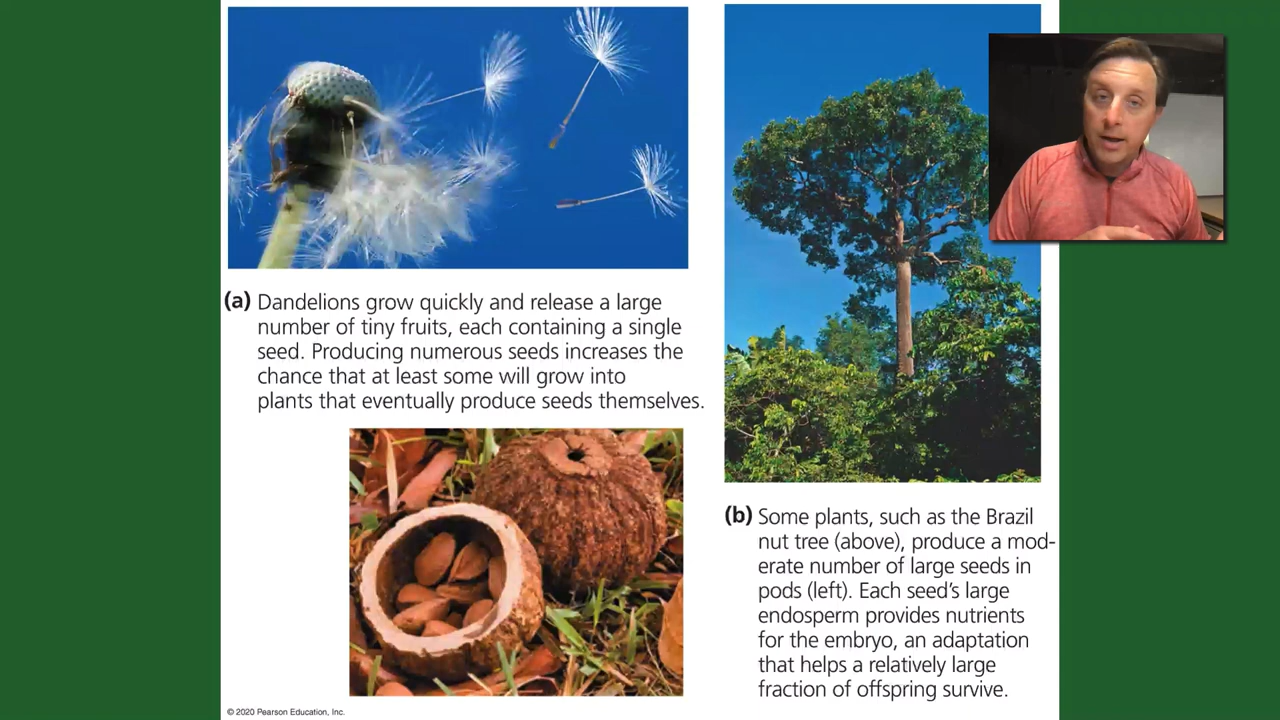 (a) Dandelions grow quickly and release a large
number of tiny fruits, each containing a single
seed. Producing numerous seeds increases the
chance that at least some will grow into
plants that eventually produce seeds themselves.
(b) Some plants, such as the Brazil
nut tree (above), produce a mod-
erate number of large seeds in
pods (left). Each seed's large
endosperm provides nutrients
for the embryo, an adaptation
that helps a relatively large
fraction of offspring survive.
© 2020 Pearson Education, Inc.